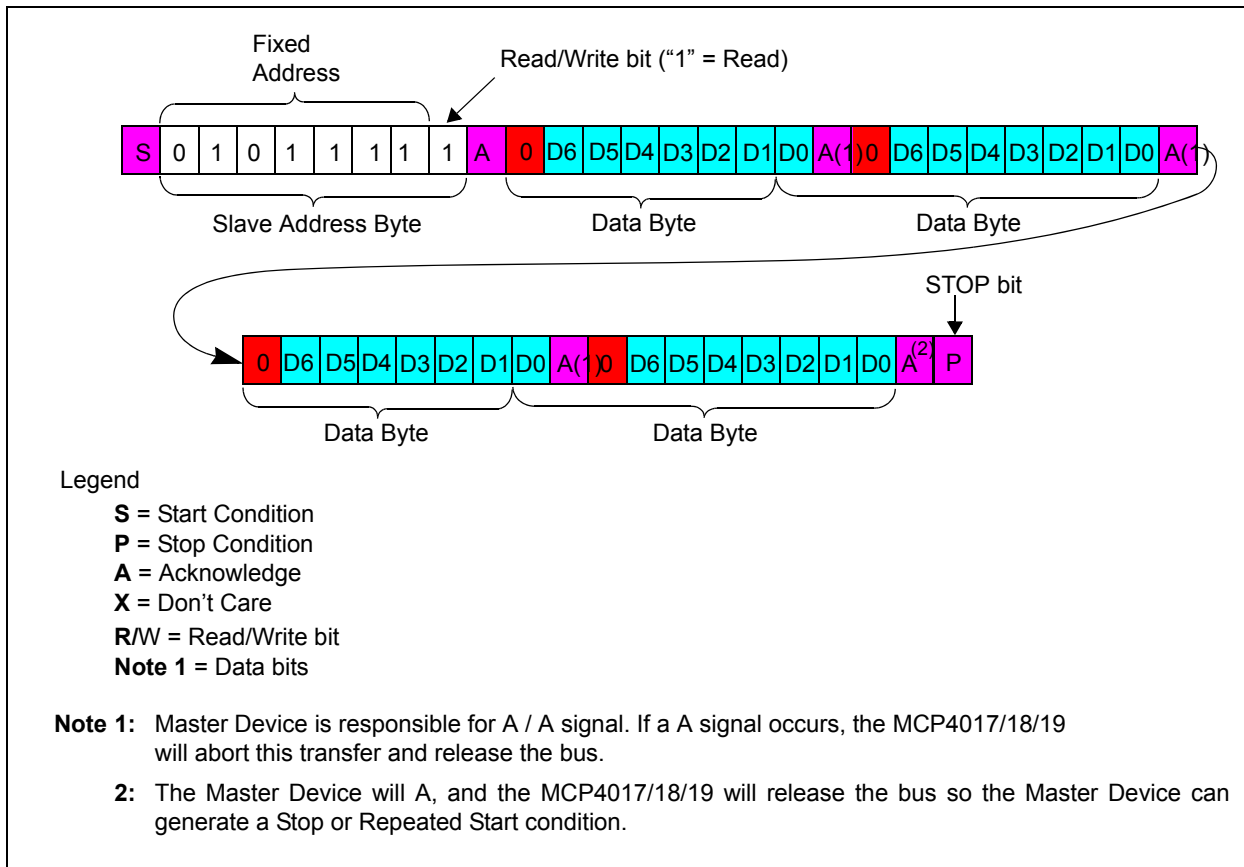 Fixed
Address
Read/Write bit (“1” = Read)
S 0 1 0 1 1 1 1 1 A 0 D6 D5 D4 D3 D2 D1 D0 A(1) 0 D6 D5 D4 D3 D2 D1 D0 A(1)
Slave Address Byte Data Byte Data Byte
STOP bit
0 D6 D5 D4 D3 D2 D1 D0 A(1) 0 D6 D5 D4 D3 D2 D1 D0 A(2) P
Data Byte Data Byte
Legend
S = Start Condition
P = Stop Condition
A = Acknowledge
X = Don't Care
R/W = Read/Write bit
Note 1 = Data bits
Note 1: Master Device is responsible for A / A signal. If a A signal occurs, the MCP4017/18/19
will abort this transfer and release the bus.
2: The Master Device will A, and the MCP4017/18/19 will release the bus so the Master Device can
generate a Stop or Repeated Start condition.